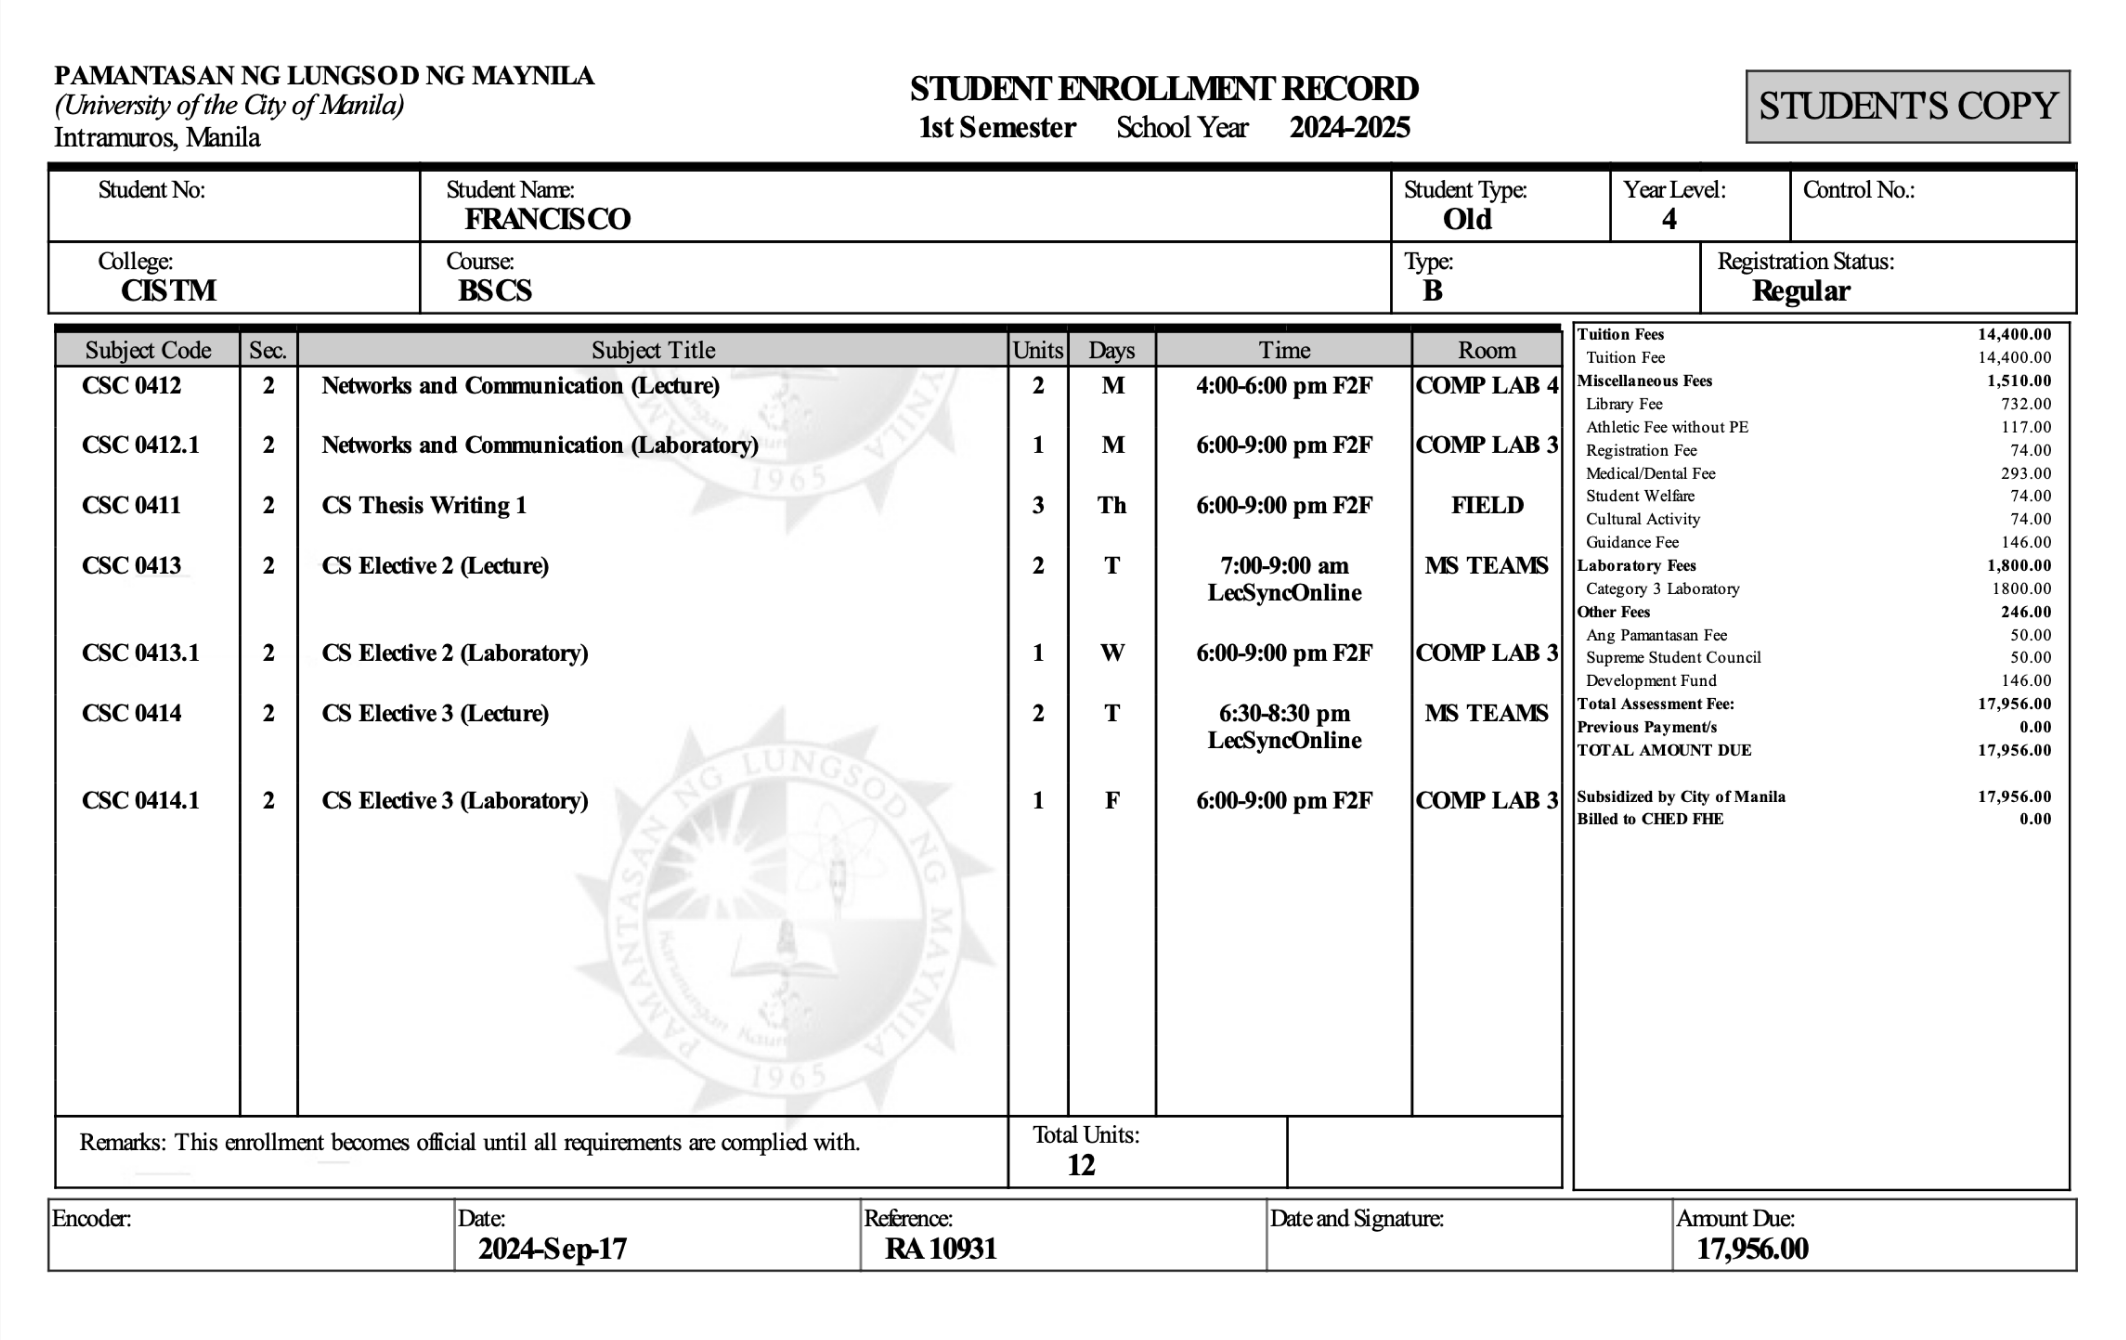 PAMANTASAN NG LUNGSOD NG MAYNILA
(University of the City of Manila)
Intramuros, Manila
STUDENT ENROLLMENT RECORD
1st Semester School Year 2024-2025
STUDENT'S COPY
Student No:
Student Name:
FRANCISCO
Student Type:
Old
Year Level:
4
Control No.:
College:
CISTM
Course:
BSCS
Type:
B
Registration Status:
Regular
Subject Code Sec. Subject Title Units Days Time Room
CSC 0412 2 Networks and Communication (Lecture) 2 M 4:00-6:00 pm F2F COMP LAB 4
CSC 0412.1 2 Networks and Communication (Laboratory) 1 M 6:00-9:00 pm F2F COMP LAB 3
CSC 0411 2 CS Thesis Writing 1 3 Th 6:00-9:00 pm F2F FIELD
CSC 0413 2 CS Elective 2 (Lecture) 2 T 7:00-9:00 am MS TEAMS
LecSyncOnline
CSC 0413.1 2 CS Elective 2 (Laboratory) 1 W 6:00-9:00 pm F2F COMP LAB 3
CSC 0414 2 CS Elective 3 (Lecture) 2 T 6:30-8:30 pm MS TEAMS
LecSyncOnline
CSC 0414.1 2 CS Elective 3 (Laboratory) 1 F 6:00-9:00 pm F2F COMP LAB 3
PAMANTASAN NG LUNGSOD NG MAYNILA
1965
Remarks: This enrollment becomes official until all requirements are complied with.
Total Units:
12
Tuition Fees 14,400.00
Tuition Fee 14,400.00
Miscellaneous Fees 1,510.00
Library Fee 732.00
Athletic Fee without PE 117.00
Registration Fee 74.00
Medical/Dental Fee 293.00
Student Welfare 74.00
Cultural Activity 74.00
Guidance Fee 146.00
Laboratory Fees 1,800.00
Category 3 Laboratory 1800.00
Other Fees 246.00
Ang Pamantasan Fee 50.00
Supreme Student Council 50.00
Development Fund 146.00
Total Assessment Fee: 17,956.00
Previous Payment/s 0.00
TOTAL AMOUNT DUE 17,956.00
Subsidized by City of Manila 17,956.00
Billed to CHED FHE 0.00
Encoder:
Date:
2024-Sep-17
Reference:
RA 10931
Date and Signature:
Amount Due:
17,956.00